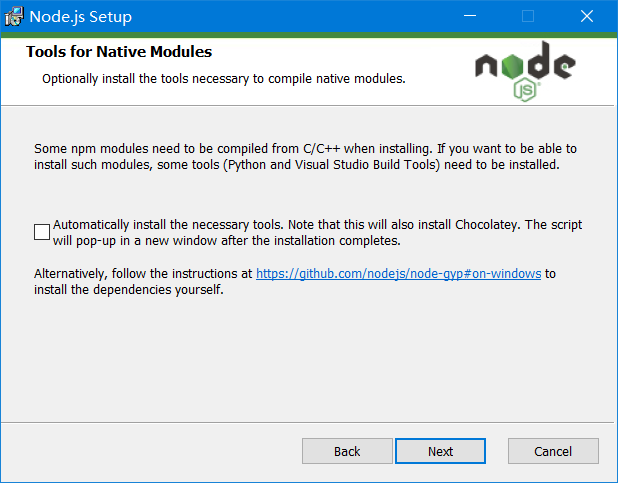 Node.js Setup
Tools for Native Modules
Optionally install the tools necessary to compile native modules.
node
JS
Some npm modules need to be compiled from C/C++ when installing. If you want to be able to
install such modules, some tools (Python and Visual Studio Build Tools) need to be installed.
Automatically install the necessary tools. Note that this will also install Chocolatey. The script
will pop-up in a new window after the installation completes.
Alternatively, follow the instructions at https://github.com/nodejs/node-gyp#on-windows to
install the dependencies yourself.
Back Next Cancel